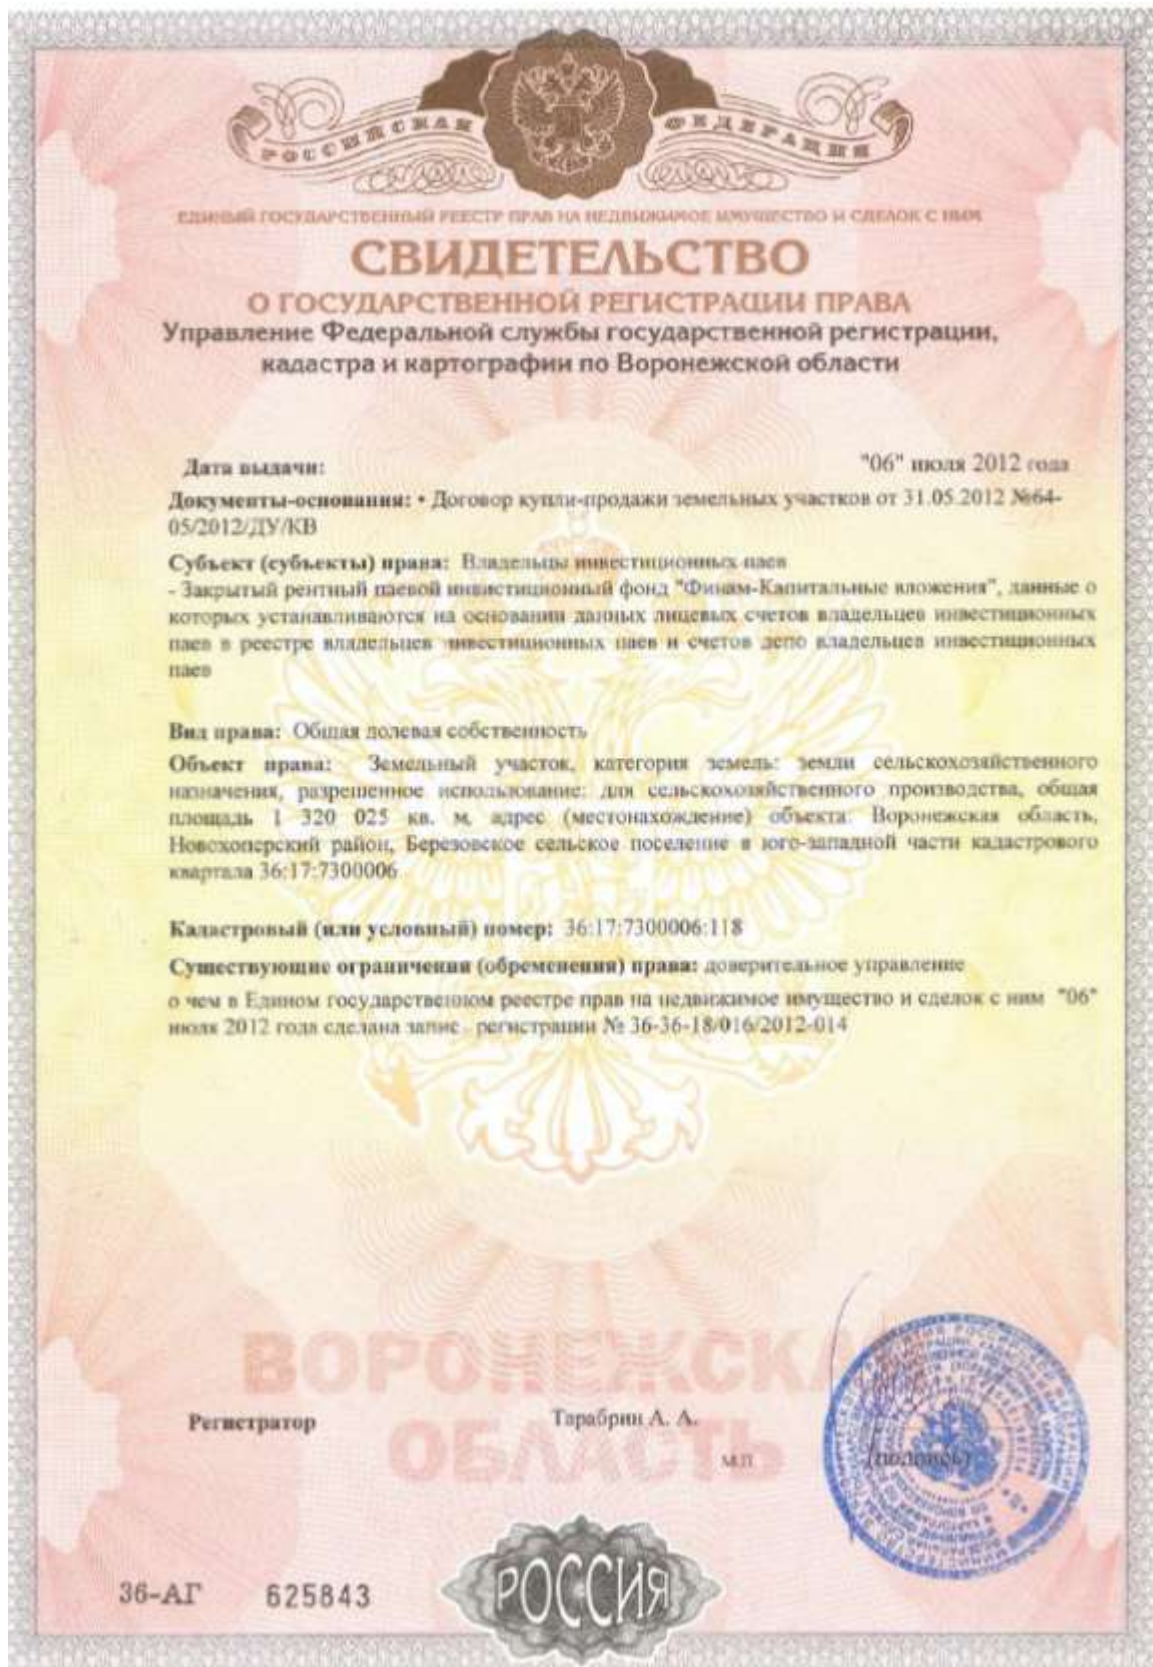 РОССИЙСКАЯ ФЕДЕРАЦИЯ
ЕДИНЫЙ ГОСУДАРСТВЕННЫЙ РЕЕСТР ПРАВ НА НЕДВИЖИМОЕ ИМУЩЕСТВО И СДЕЛОК С НИМ
СВИДЕТЕЛЬСТВО
О ГОСУДАРСТВЕННОЙ РЕГИСТРАЦИИ ПРАВА
Управление Федеральной службы государственной регистрации,
кадастра и картографии по Воронежской области
Дата выдачи: "06" июля 2012 года
Документы-основания: • Договор купли-продажи земельных участков от 31.05.2012 №64-
05/2012/ДУ/КВ
Субъект (субъекты) права: Владельцы инвестиционных паев
- Закрытый рентный паевой инвестиционный фонд "Финам-Капитальные вложения", данные о
которых устанавливаются на основании данных лицевых счетов владельцев инвестиционных
паев в реестре владельцев инвестиционных паев и счетов депо владельцев инвестиционных
паев
Вид права: Общая долевая собственность
Объект права: Земельный участок, категория земель: земли сельскохозяйственного
назначения, разрешенное использование: для сельскохозяйственного производства, общая
площадь 1 320 025 кв. м, адрес (местонахождение) объекта: Воронежская область,
Новохоперский район, Березовское сельское поселение в юго-западной части кадастрового
квартала 36:17:7300006
Кадастровый (или условный) номер: 36:17:7300006:118
Существующие ограничения (обременения) права: доверительное управление
о чем в Едином государственном реестре прав на недвижимое имущество и сделок с ним "06"
июля 2012 года сделана запис регистрации № 36-36-18/016/2012-014
ВОРОНЕЖСКАЯ
ОБЛАСТЬ
Регистратор Тарабрин А. А.
м.п. (подпись)
36-АГ 625843
РОССИЯ